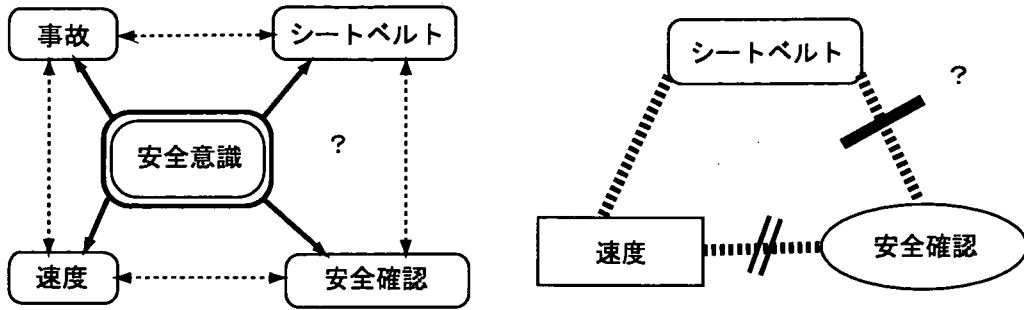 事故
シートベルト
安全意識
?
速度
安全確認
シートベルト
?
速度
安全確認